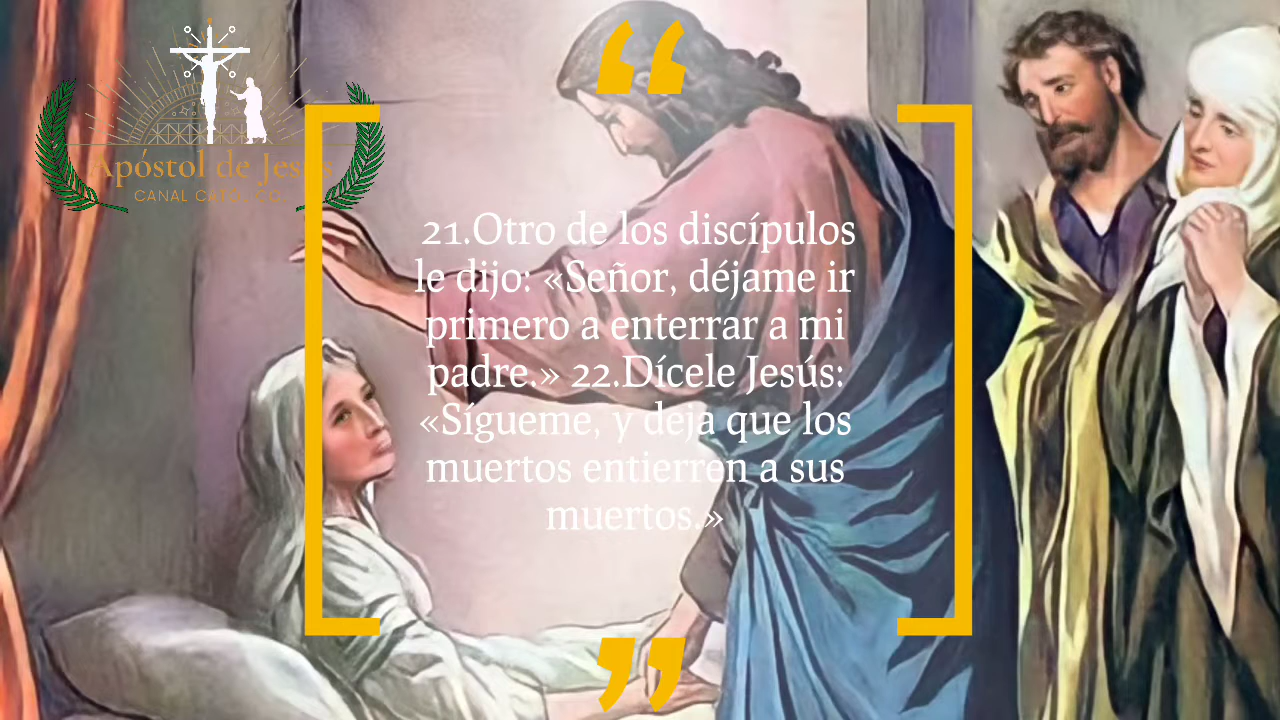 Apóstol de Jesús
CANAL CATÓLICO
“
21.Otro de los discípulos
le dijo: «Señor, déjame ir
primero a enterrar a mi
padre.» 22.Dícele Jesús:
«Sígueme, y deja que los
muertos entierren a sus
muertos.»
”